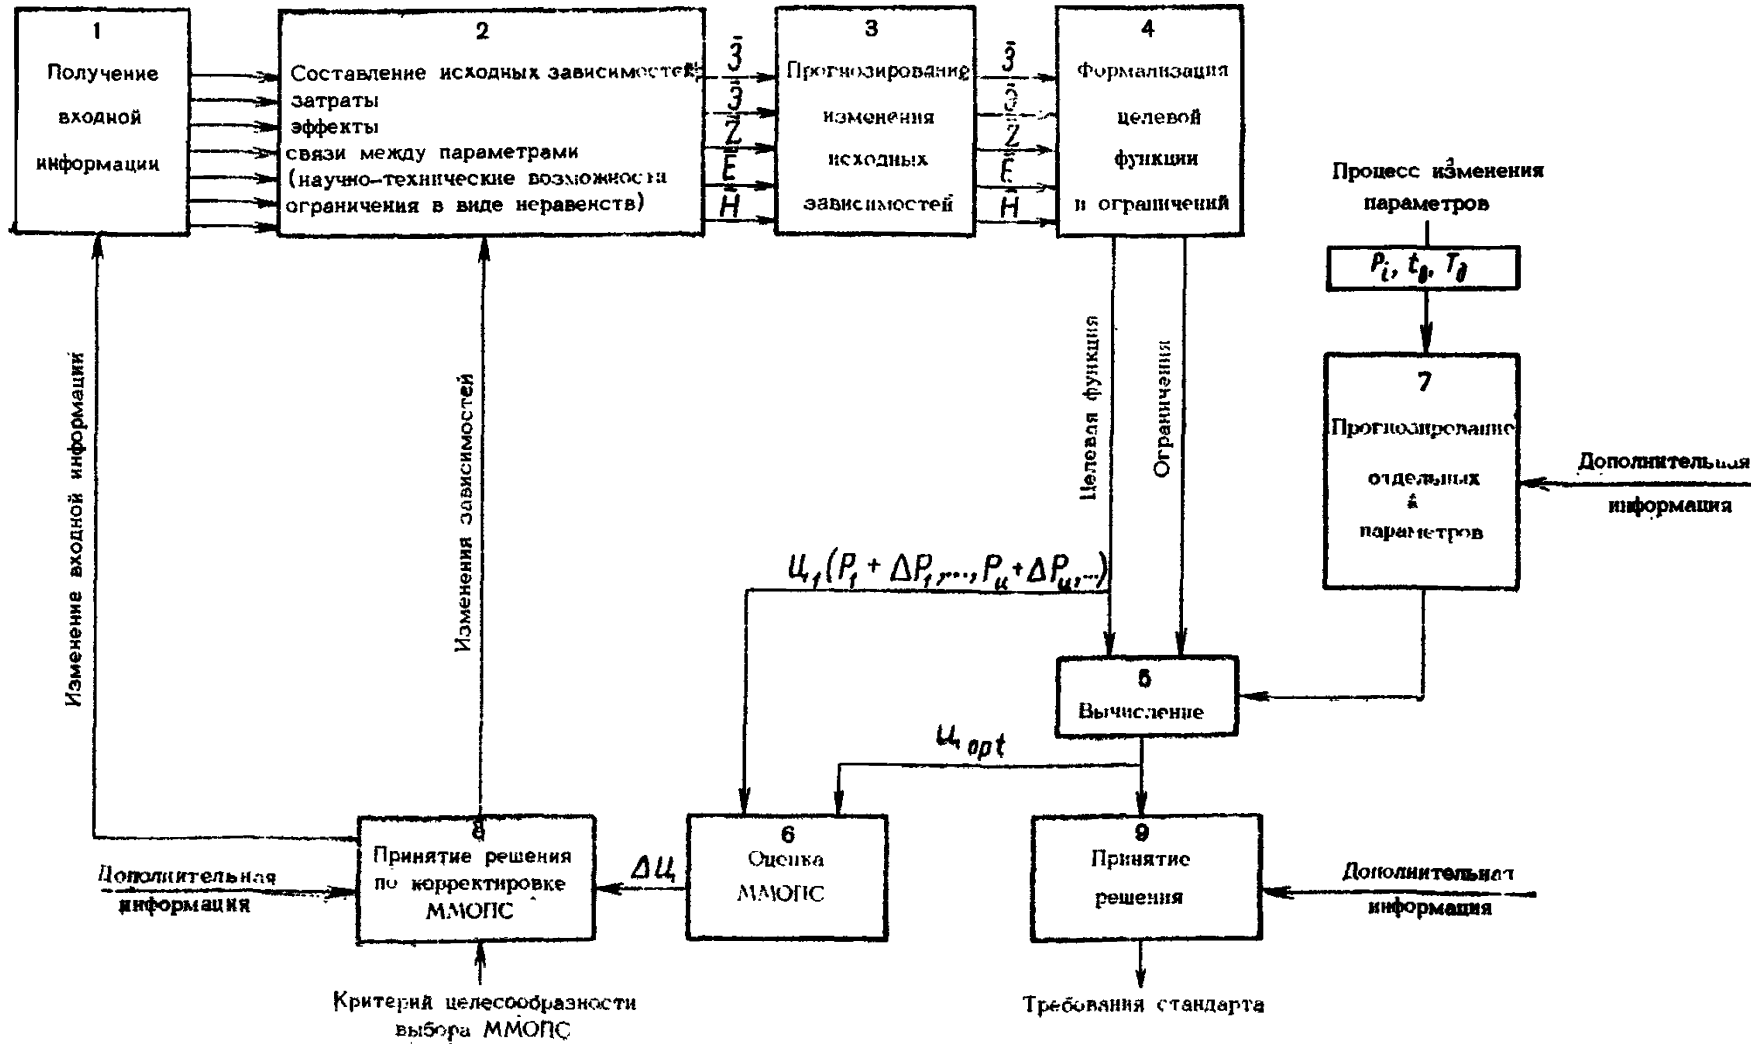 1
Получение
входной
информации
2
Составление исходных зависимостей
затраты
эффекты
связи между параметрами
(научно-технические возможности
ограничения в виде неравенств)
З̄
Э̄
Z̄
Ē
H̄
3
Прогнозирование
изменения
исходных
зависимостей
З̄
Э̄
Z̄
Ē
H̄
4
Формализация
целевой
функции
и ограничений
Процесс изменения
параметров
Pi, tв, Tд
7
Прогнозирование
отдельных
параметров
Дополнительная
информация
Целевая функция
Ограничения
Изменение входной информации
Изменения зависимостей
Ц1(P1 + ΔP1,..., Pц + ΔPц,...)
5
Вычисление
Ц opt
8
Принятие решения
по корректировке
ММОПС
Дополнительная
информация
ΔЦ
6
Оценка
ММОПС
9
Принятие
решения
Дополнительная
информация
Критерий целесообразности
выбора ММОПС
Требования стандарта